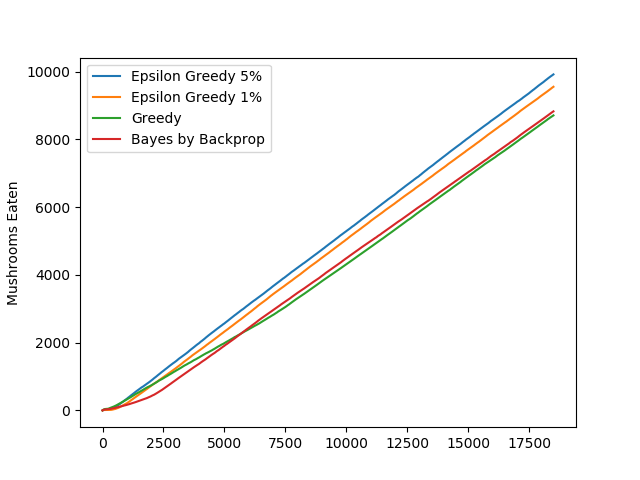 Epsilon Greedy 5%
Epsilon Greedy 1%
Greedy
Bayes by Backprop
Mushrooms Eaten
10000
8000
6000
4000
2000
0
0 2500 5000 7500 10000 12500 15000 17500